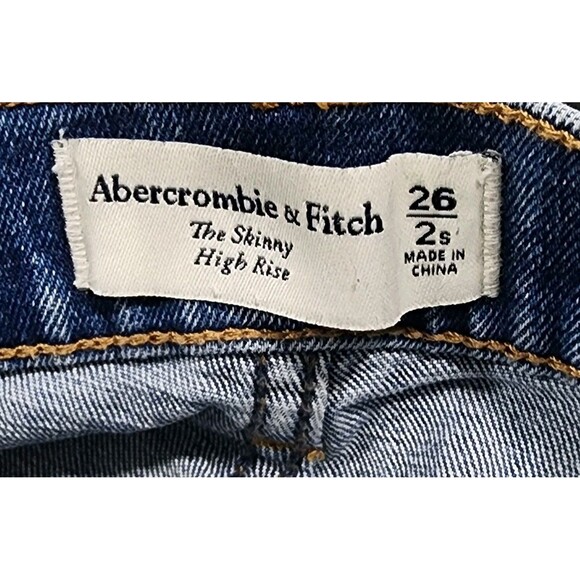 Abercrombie & Fitch
The Skinny
High Rise
26
2s
MADE IN
CHINA